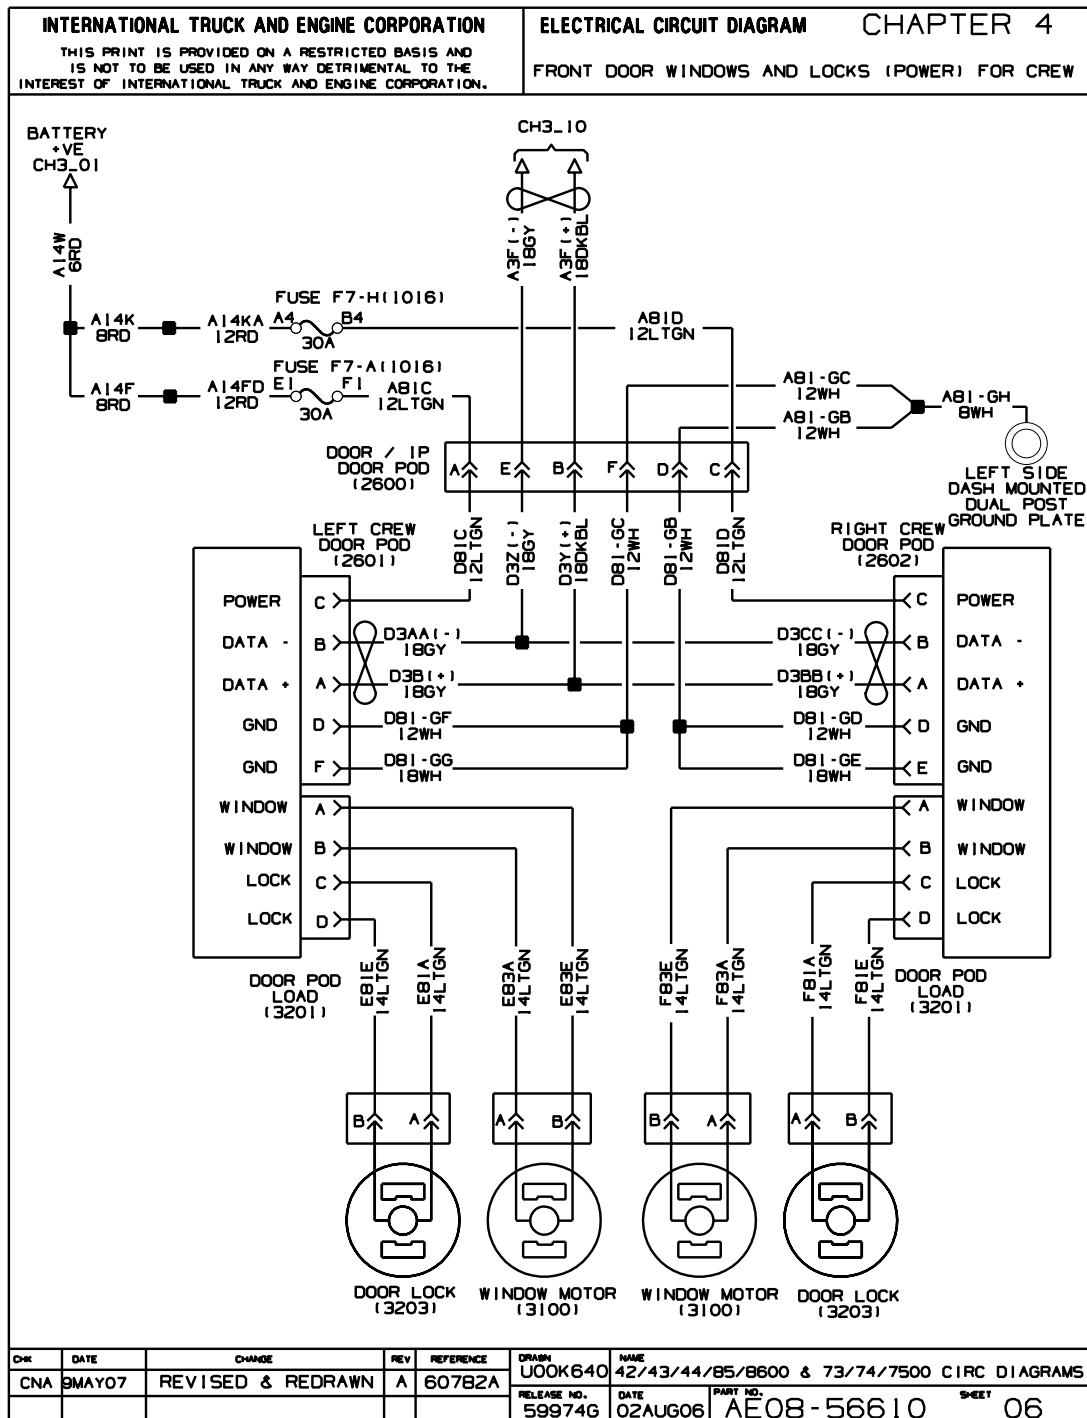 INTERNATIONAL TRUCK AND ENGINE CORPORATION
THIS PRINT IS PROVIDED ON A RESTRICTED BASIS AND
IS NOT TO BE USED IN ANY WAY DETRIMENTAL TO THE
INTEREST OF INTERNATIONAL TRUCK AND ENGINE CORPORATION.
ELECTRICAL CIRCUIT DIAGRAM
CHAPTER 4
FRONT DOOR WINDOWS AND LOCKS (POWER) FOR CREW
BATTERY
+VE
CH3_01
CH3_10
A14W
6RD
A3F(-)
18GY
A3F(+)
18DKBL
FUSE F7-H(1016)
A14K
8RD
A14KA
12RD
A4
B4
30A
A81D
12LTGN
FUSE F7-A(1016)
A14F
8RD
A14FD
12RD
E1
F1
30A
A81C
12LTGN
A81-GC
12WH
A81-GB
12WH
A81-GH
8WH
DOOR / IP
DOOR POD
(2600)
A
E
B
F
D
C
LEFT SIDE
DASH MOUNTED
DUAL POST
GROUND PLATE
D81C
12LTGN
D3Z(-)
18GY
D3Y(+)
18DKBL
D81-GC
12WH
D81-GB
12WH
D81D
12LTGN
LEFT CREW
DOOR POD
(2601)
RIGHT CREW
DOOR POD
(2602)
POWER C
C POWER
DATA - B
D3AA(-)
18GY
D3CC(-)
18GY
B DATA -
DATA + A
D3B(+)
18GY
D3BB(+)
18GY
A DATA +
GND D
D81-GF
12WH
D81-GD
12WH
D GND
GND F
D81-GG
18WH
D81-GE
18WH
E GND
WINDOW A
A WINDOW
WINDOW B
B WINDOW
LOCK C
C LOCK
LOCK D
D LOCK
DOOR POD
LOAD
(3201)
E81E
14LTGN
E81A
14LTGN
E83A
14LTGN
E83E
14LTGN
F83E
14LTGN
F83A
14LTGN
F81A
14LTGN
F81E
14LTGN
DOOR POD
LOAD
(3201)
B
A
A
B
B
A
A
B
DOOR LOCK
(3203)
WINDOW MOTOR
(3100)
WINDOW MOTOR
(3100)
DOOR LOCK
(3203)
CHK DATE CHANGE REV REFERENCE
CNA 9MAY07 REVISED & REDRAWN A 60782A
DRAWN
U00K640
NAME
42/43/44/85/8600 & 73/74/7500 CIRC DIAGRAMS
RELEASE NO.
59974G
DATE
02AUG06
PART NO.
AE08-56610
SHEET
06